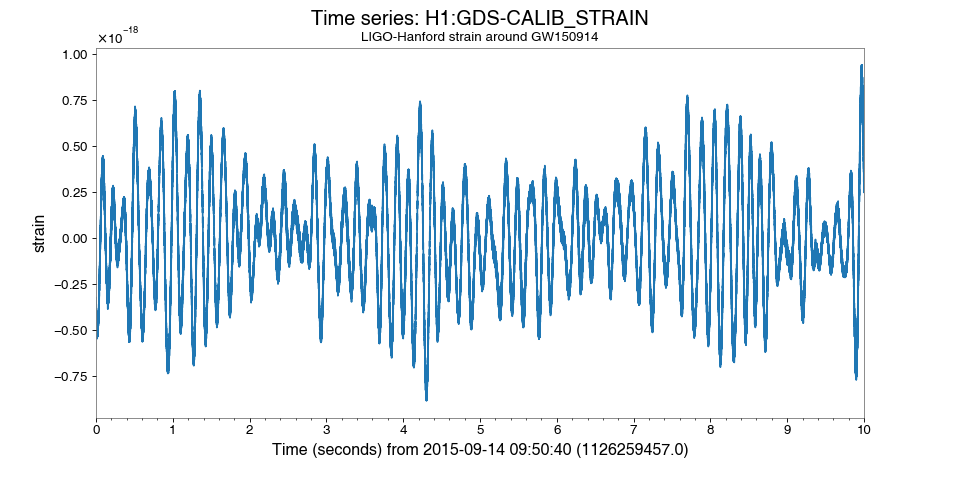 Time series: H1:GDS-CALIB_STRAIN
LIGO-Hanford strain around GW150914
×10⁻¹⁸
1.00
0.75
0.50
0.25
0.00
−0.25
−0.50
−0.75
strain
0 1 2 3 4 5 6 7 8 9 10
Time (seconds) from 2015-09-14 09:50:40 (1126259457.0)